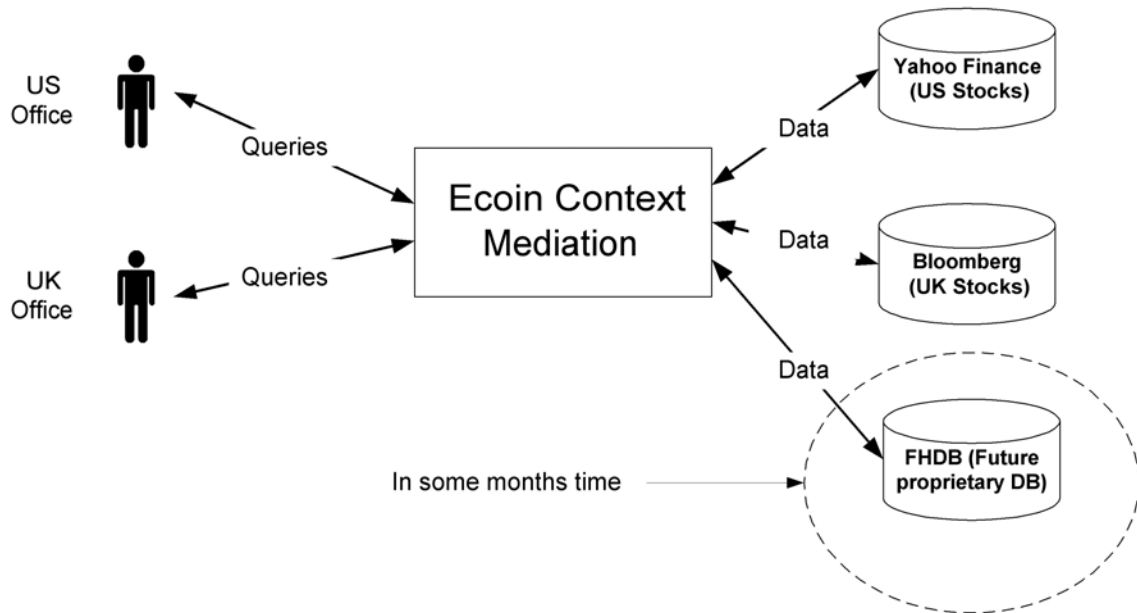 US
Office
Queries
UK
Office
Queries
Ecoin Context
Mediation
Data
Yahoo Finance
(US Stocks)
Data
Bloomberg
(UK Stocks)
Data
FHDB (Future
proprietary DB)
In some months time